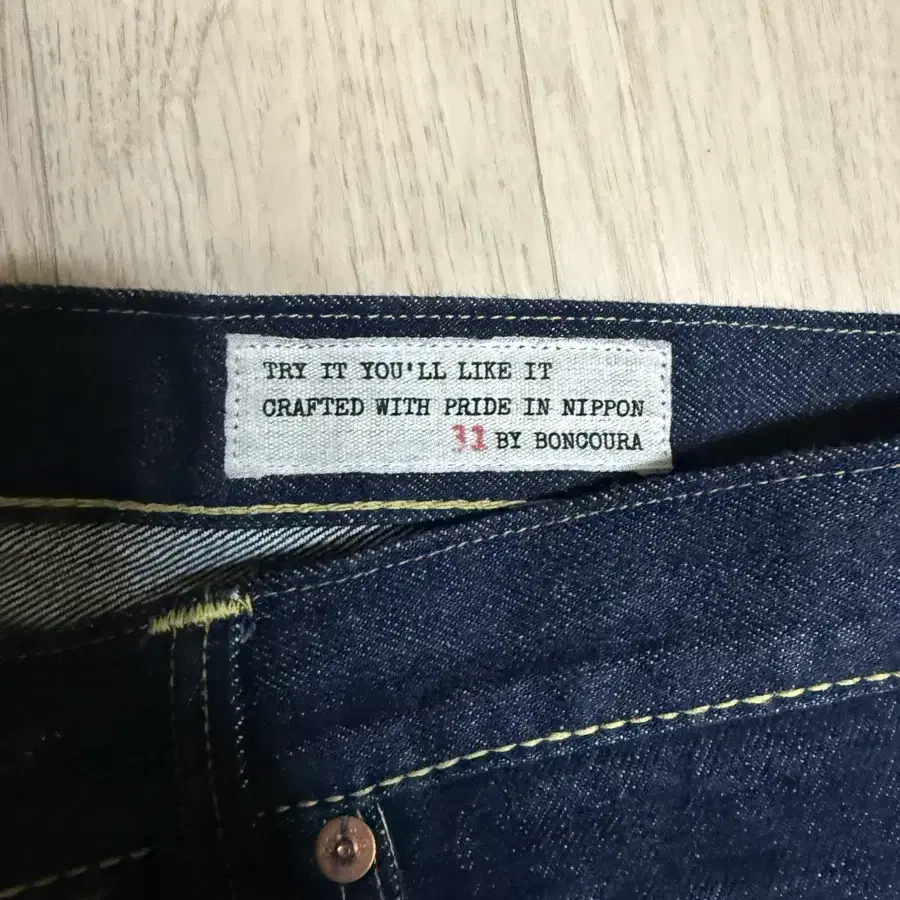 TRY IT YOU'LL LIKE IT
CRAFTED WITH PRIDE IN NIPPON
31 BY BONCOURA